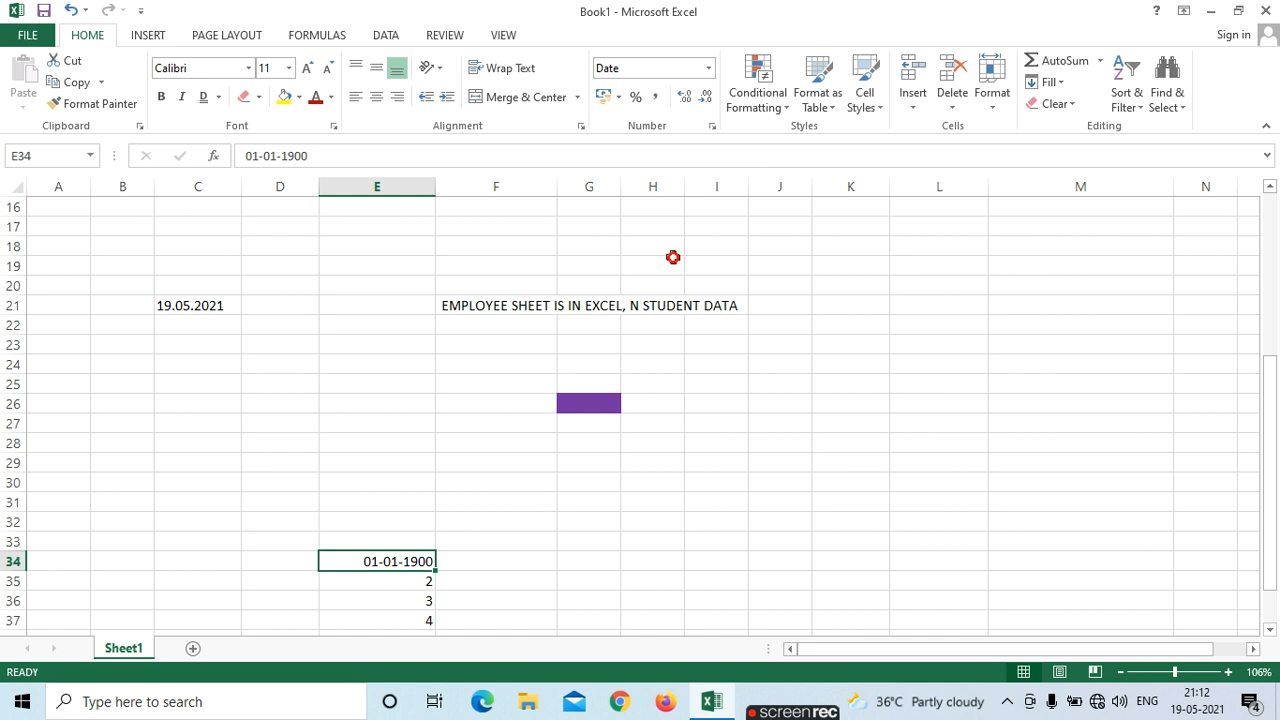 Book1 - Microsoft Excel
?
FILE HOME INSERT PAGE LAYOUT FORMULAS DATA REVIEW VIEW Sign in
Paste
Cut
Copy
Format Painter
Clipboard
Calibri 11
B I D A
Font
Wrap Text
Merge & Center
Alignment
Date
%
Number
Conditional Formatting
Format as Table
Cell Styles
Styles
Insert Delete Format
Cells
AutoSum
Fill
Clear
Sort & Filter
Find & Select
Editing
E34 fx 01-01-1900
A B C D E F G H I J K L M N
16
17
18
19
20
21 19.05.2021 EMPLOYEE SHEET IS IN EXCEL, N STUDENT DATA
22
23
24
25
26
27
28
29
30
31
32
33
34 01-01-1900
35 2
36 3
37 4
Sheet1
READY 106%
Type here to search
36°C Partly cloudy
ENG
21:12
19-05-2021
4
screenrec